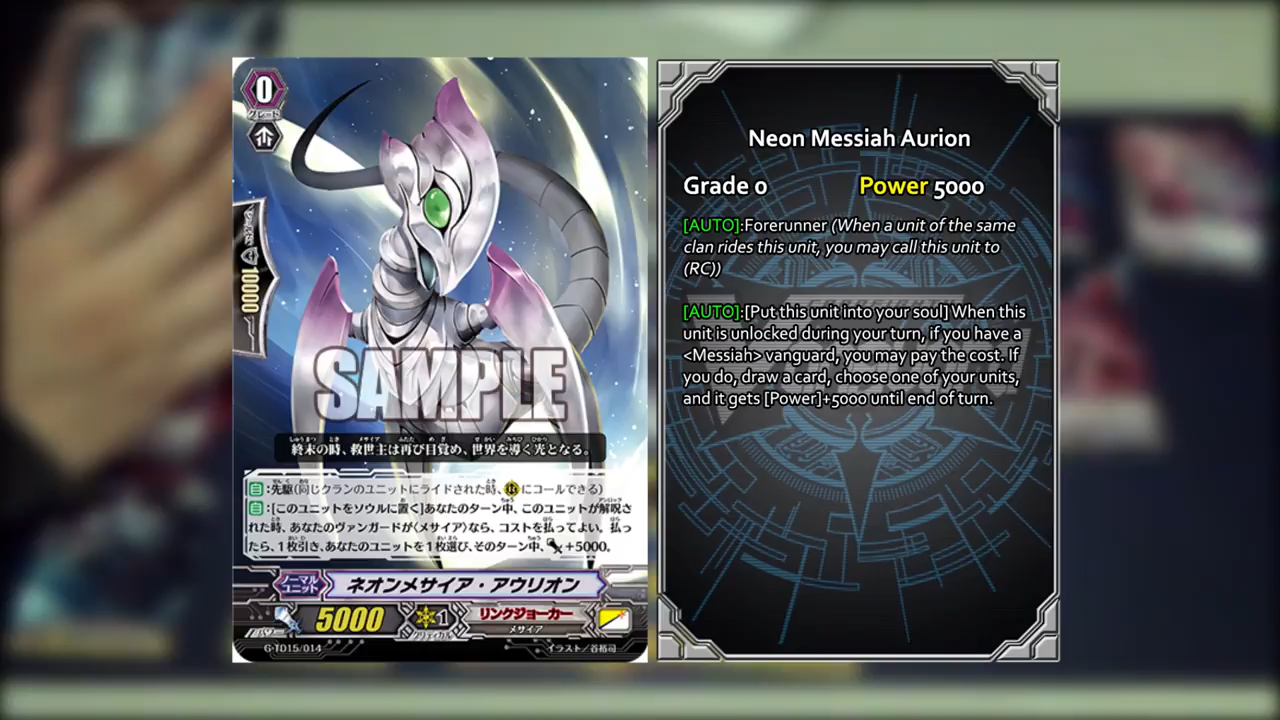 0
グレード
10000
SAMPLE
終末の時、救世主は再び目覚め、世界を導く光となる。
:先駆(同じクランのユニットにライドされた時、Rにコールできる)
:[このユニットをソウルに置く]あなたのターン中、このユニットが解呪さ
れた時、あなたのヴァンガードが〈メサイア〉なら、コストを払ってよい。払っ
たら、1枚引き、あなたのユニットを1枚選び、そのターン中、+5000。
ノーマル
ユニット
ネオンメサイア・アウリオン
パワー
5000
1
クリティカル
リンクジョーカー
メサイア
G-TD15/014
イラスト/谷裕司
Neon Messiah Aurion
Grade 0
Power 5000
[AUTO]:Forerunner (When a unit of the same
clan rides this unit, you may call this unit to
(RC))
[AUTO]:[Put this unit into your soul] When this
unit is unlocked during your turn, if you have a
<Messiah> vanguard, you may pay the cost. If
you do, draw a card, choose one of your units,
and it gets [Power]+5000 until end of turn.